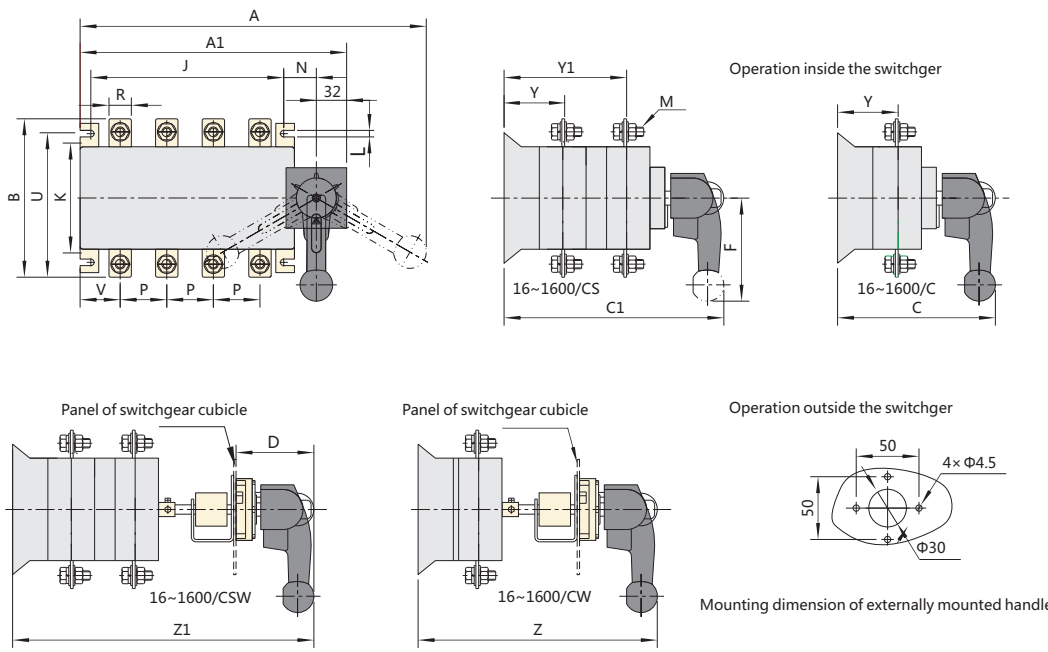 A
A1
J
N
R
32
L
B
U
K
V
P
P
P
Y1
Y
M
F
16~1600/CS
C1
Operation inside the switchger
Y
16~1600/C
C
Panel of switchgear cubicle
D
16~1600/CSW
Z1
Panel of switchgear cubicle
16~1600/CW
Z
Operation outside the switchger
50
4×Φ4.5
50
Φ30
Mounting dimension of externally mounted handle